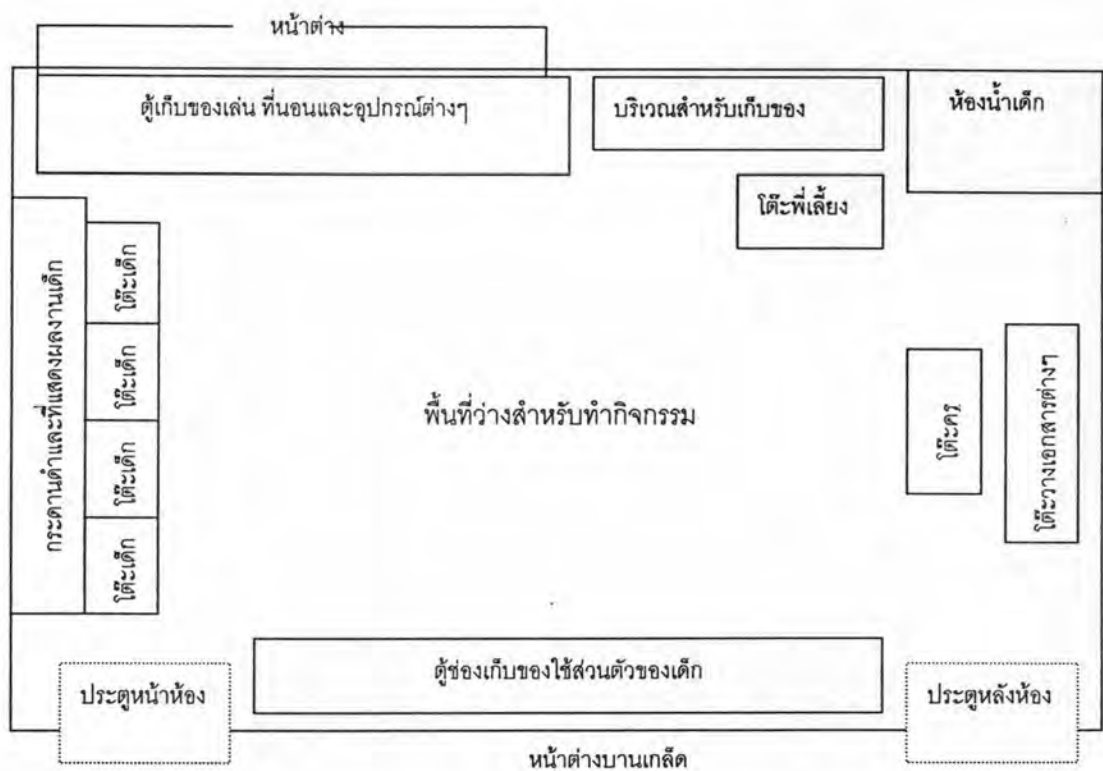 หน้าต่าง
ตู้เก็บของเล่น ที่นอนและอุปกรณ์ต่างๆ
บริเวณสำหรับเก็บของ
ห้องน้ำเด็ก
โต๊ะพี่เลี้ยง
กระดานดำและที่แสดงผลงานเด็ก
โต๊ะเด็ก
โต๊ะเด็ก
โต๊ะเด็ก
โต๊ะเด็ก
พื้นที่ว่างสำหรับทำกิจกรรม
โต๊ะคร
โต๊ะวางเอกสารต่างๆ
ตู้ช่องเก็บของใช้ส่วนตัวของเด็ก
ประตูหน้าห้อง
ประตูหลังห้อง
หน้าต่างบานเกล็ด